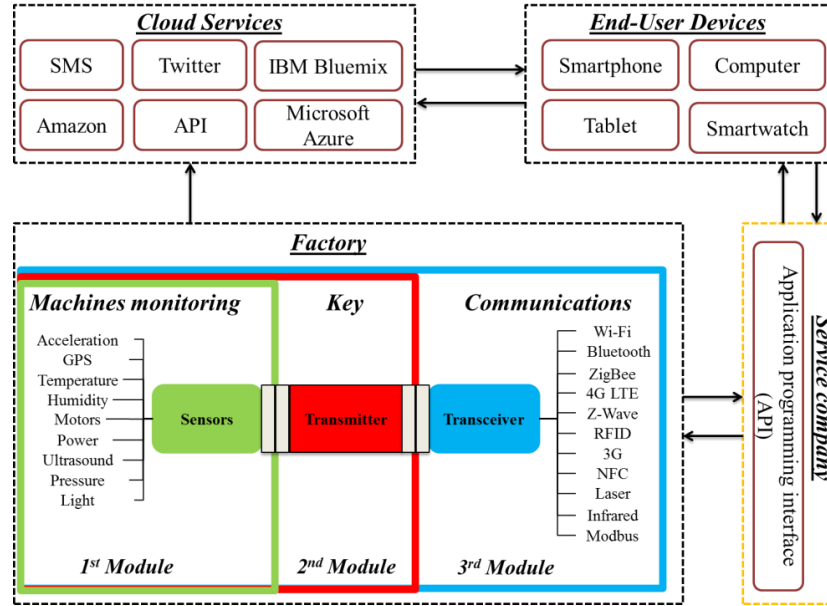 Cloud Services
SMS
Twitter
IBM Bluemix
Amazon
API
Microsoft
Azure
End-User Devices
Smartphone
Computer
Tablet
Smartwatch
Factory
Machines monitoring
Key
Communications
Acceleration
GPS
Temperature
Humidity
Motors
Power
Ultrasound
Pressure
Light
Sensors
Transmitter
Transceiver
Wi-Fi
Bluetooth
ZigBee
4G LTE
Z-Wave
RFID
3G
NFC
Laser
Infrared
Modbus
1st Module
2nd Module
3rd Module
Service company
Application programming interface
(API)